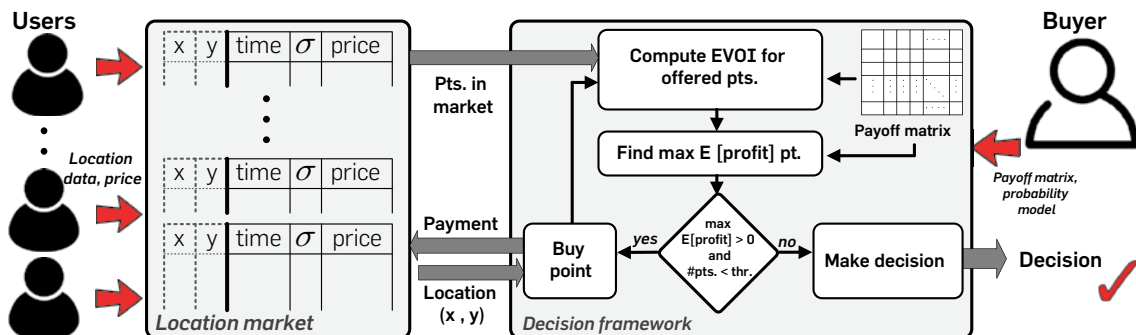 Users
Buyer
x y time σ price
x y time σ price
x y time σ price
Location
data, price
Location market
Pts. in
market
Payment
Location
(x , y)
Compute EVOI for
offered pts.
Payoff matrix
Find max E [profit] pt.
max
E[profit] > 0
and
#pts. < thr.
yes
no
Buy
point
Make decision
Decision framework
Payoff matrix,
probability
model
Decision